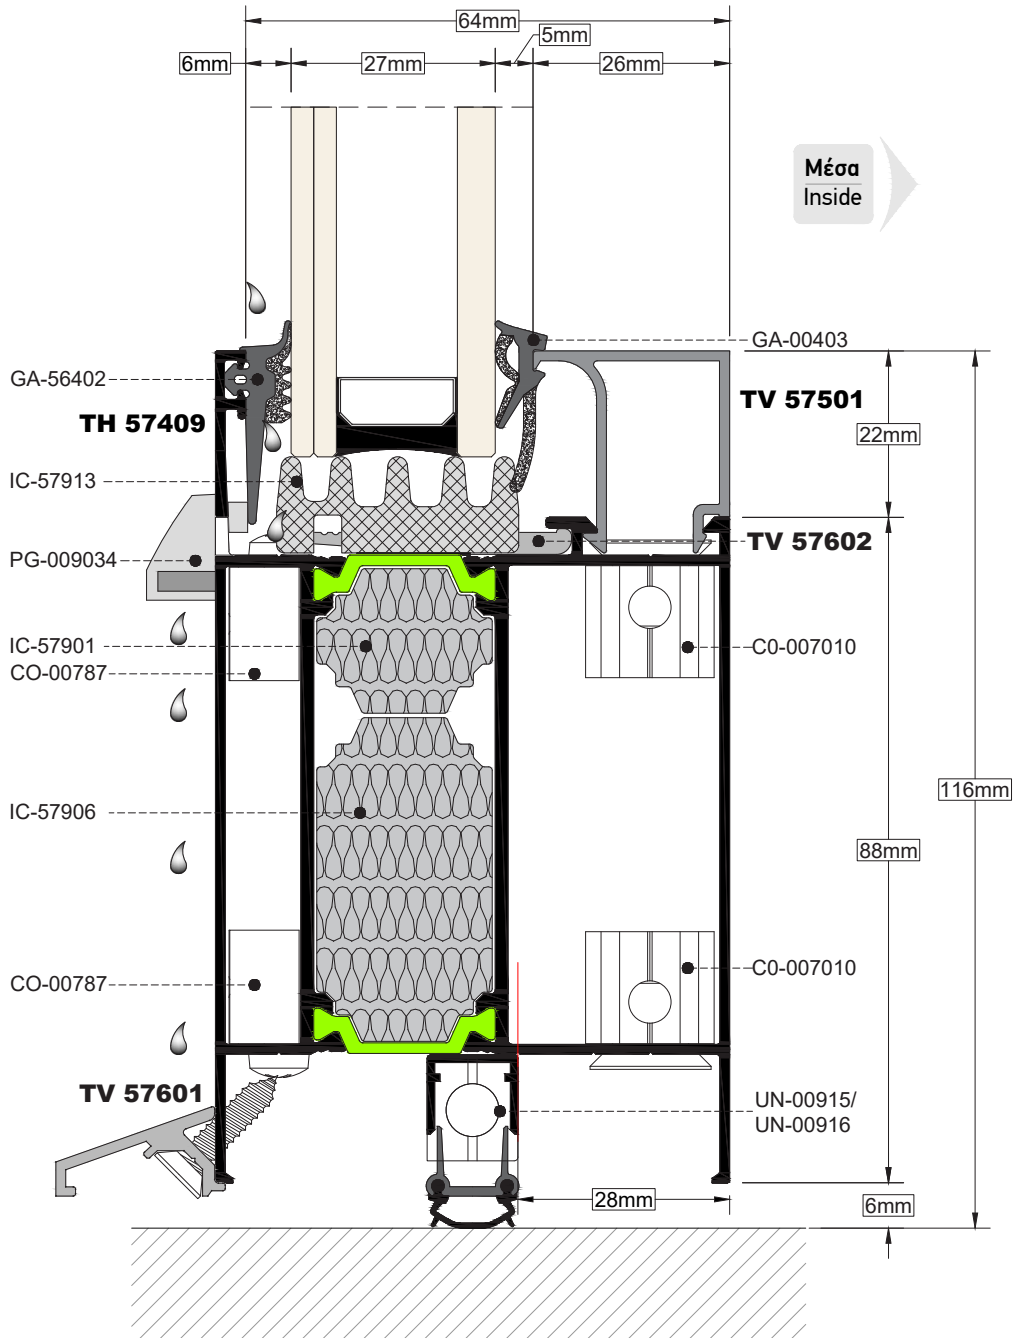 64mm
5mm
6mm
27mm
26mm
Μέσα
Inside
GA-00403
GA-56402
TH 57409
TV 57501
22mm
IC-57913
PG-009034
TV 57602
IC-57901
CO-00787
C0-007010
116mm
IC-57906
88mm
CO-00787
C0-007010
TV 57601
UN-00915/
UN-00916
28mm
6mm